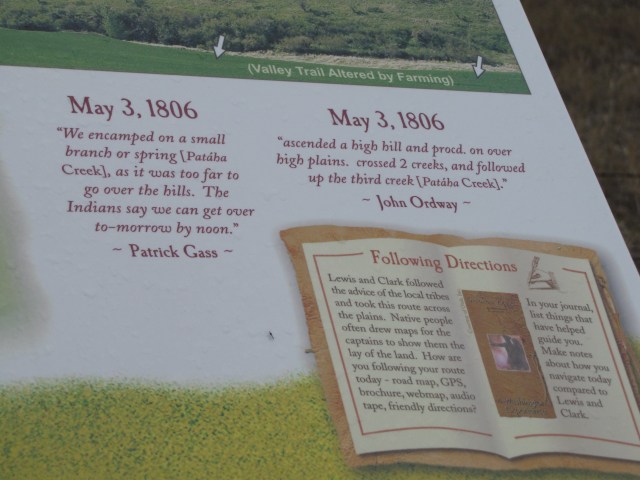 (Valley Trail Altered by Farming)
May 3, 1806
"We encamped on a small
branch or spring [Patáha
Creek], as it was too far to
go over the hills. The
Indians say we can get over
to-morrow by noon."
~ Patrick Gass ~
May 3, 1806
"ascended a high hill and procd. on over
high plains. crossed 2 creeks, and followed
up the third creek [Patáha Creek]."
~ John Ordway ~
Following Directions
Lewis and Clark followed
the advice of the local tribes
and took this route across
the plains. Native people
often drew maps for the
captains to show them the
lay of the land. How are
you following your route
today - road map, GPS,
brochure, webmap, audio
tape, friendly directions?
In your journal,
list things that
have helped
guide you.
Make notes
about how you
navigate today
compared to
Lewis and
Clark.